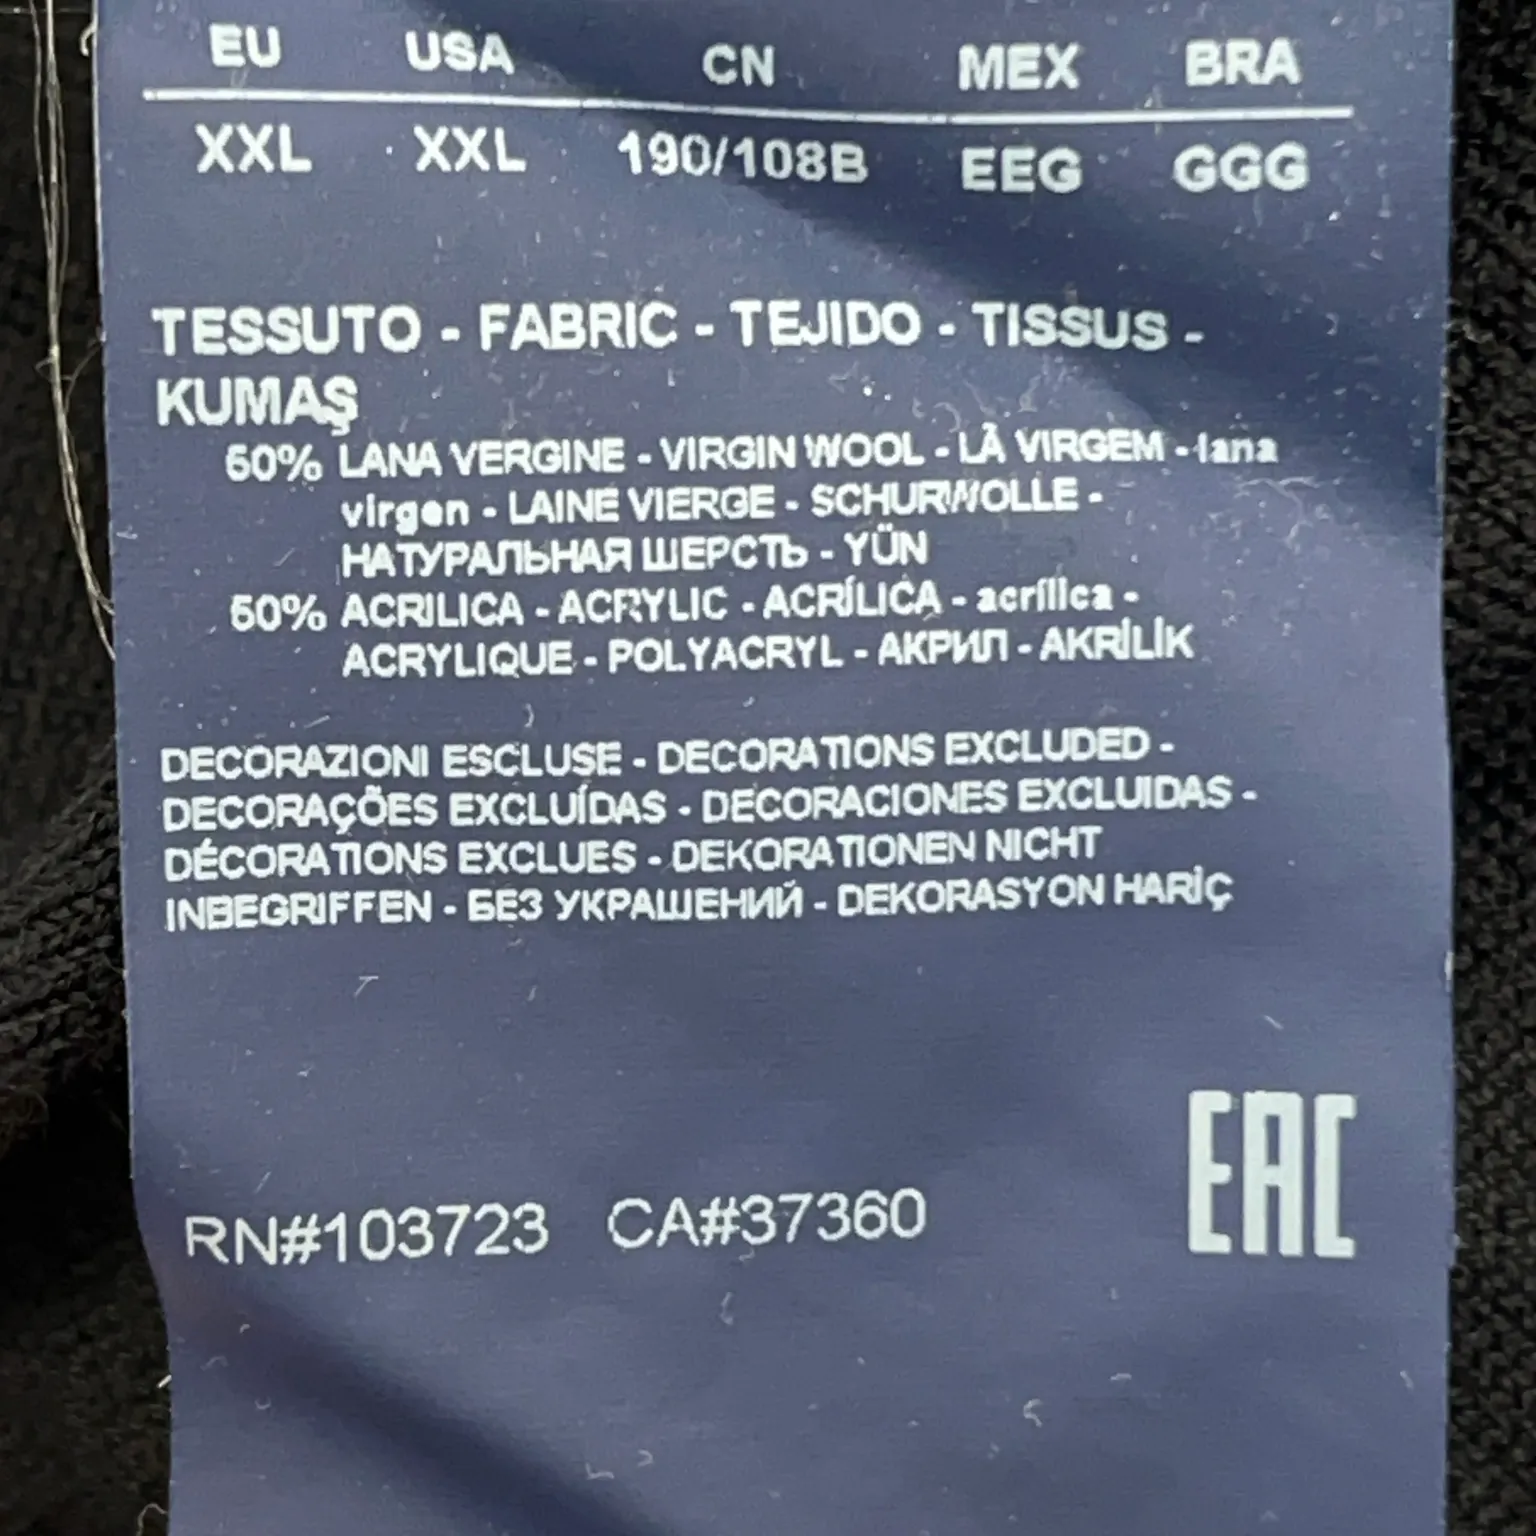 EU USA CN MEX BRA
XXL XXL 190/108B EEG GGG
TESSUTO - FABRIC - TEJIDO - TISSUS -
KUMAŞ
50% LANA VERGINE - VIRGIN WOOL - LÀ VIRGEM - lana
virgen - LAINE VIERGE - SCHURWOLLE -
НАТУРАЛЬНАЯ ШЕРСТЬ - YÜN
50% ACRILICA - ACRYLIC - ACRÍLICA - acrílica -
ACRYLIQUE - POLYACRYL - АКРИЛ - AKRİLİK
DECORAZIONI ESCLUSE - DECORATIONS EXCLUDED -
DECORAÇÕES EXCLUÍDAS - DECORACIONES EXCLUIDAS -
DÉCORATIONS EXCLUES - DEKORATIONEN NICHT
INBEGRIFFEN - БЕЗ УКРАШЕНИЙ - DEKORASYON HARİÇ
EAC
RN#103723 CA#37360